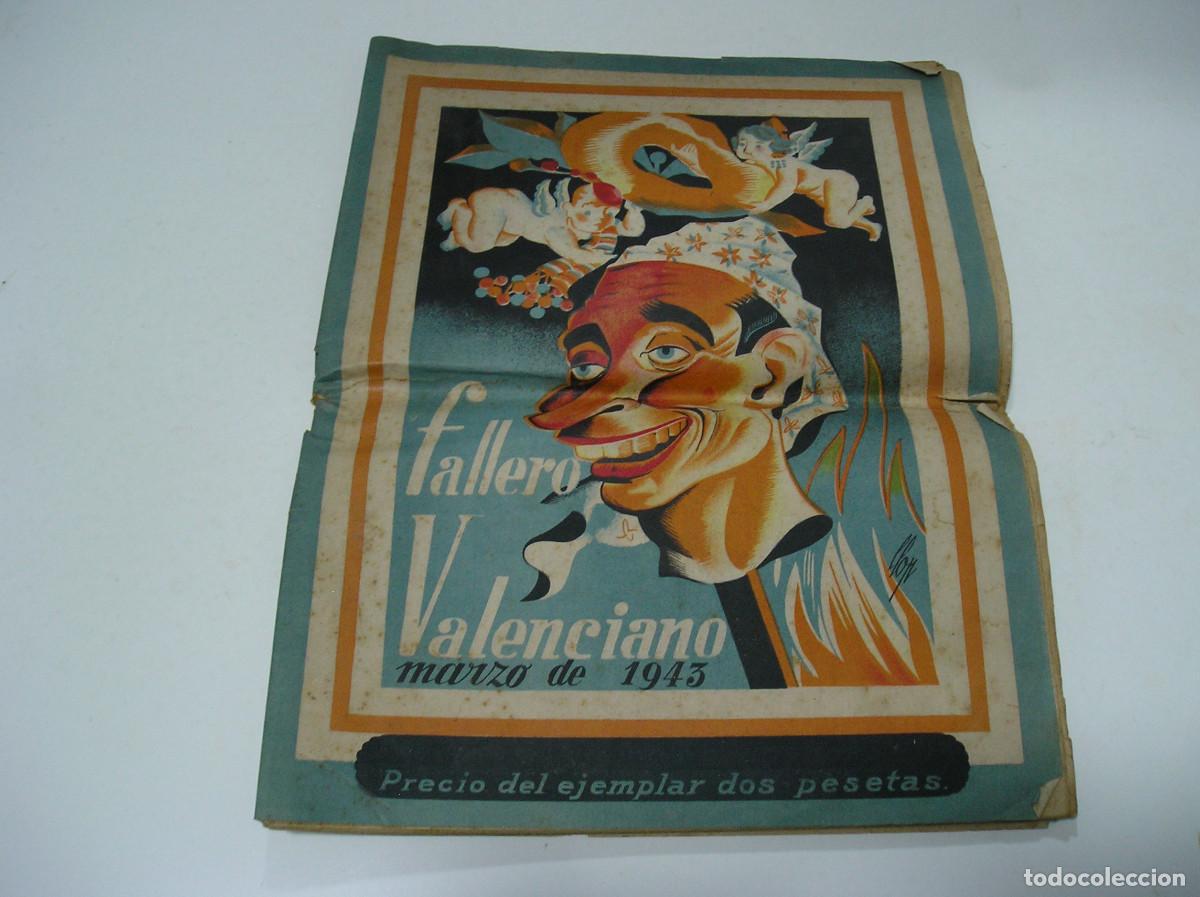 fallero
Valenciano
marzo de 1943
Precio del ejemplar dos pesetas.
todocoleccion